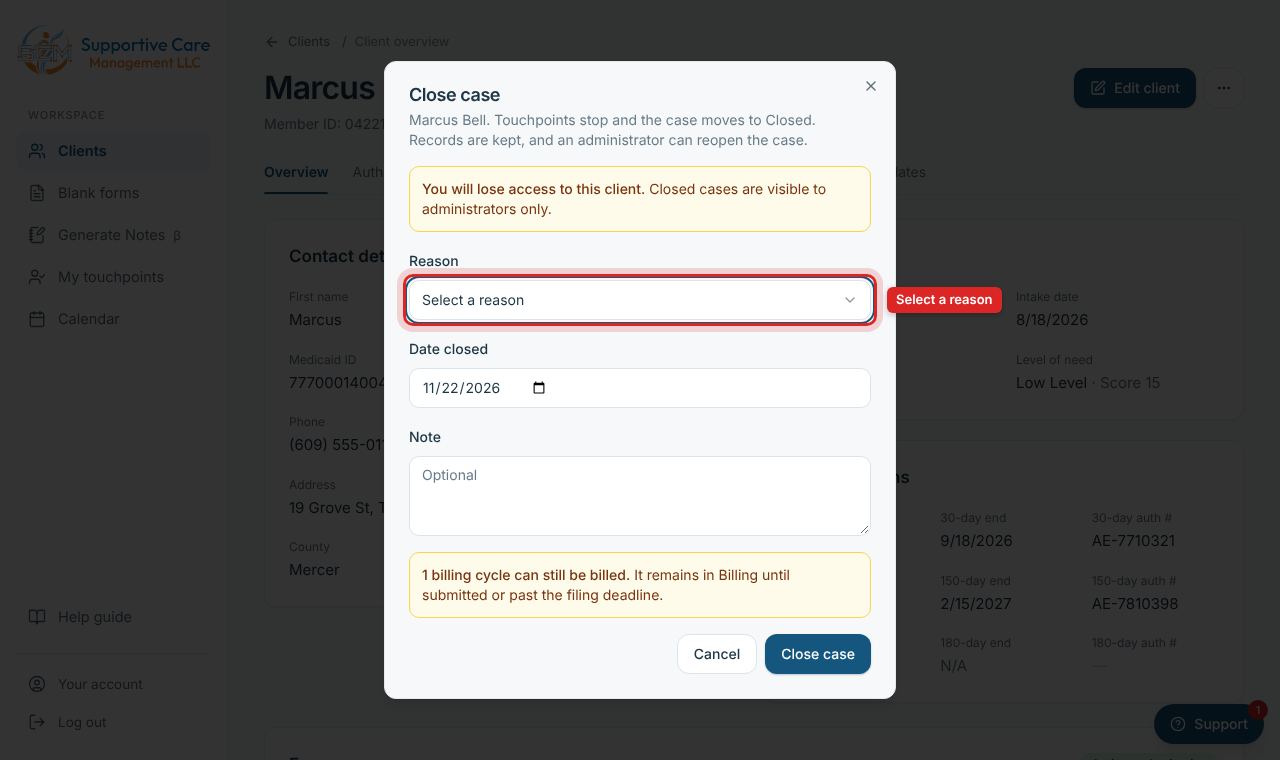 Supportive Care
Management LLC
Clients / Client overview
Marcus
Edit client
Member ID: 04221
WORKSPACE
Clients
Blank forms
Generate Notes β
My touchpoints
Calendar
Help guide
Your account
Log out
Overview
Contact
First name
Marcus
Medicaid ID
77700014004
Phone
(609)
Address
19 Grove St,
County
Mercer
Close case
Marcus Bell. Touchpoints stop and the case moves to Closed.
Records are kept, and an administrator can reopen the case.
You will lose access to this client. Closed cases are visible to
administrators only.
Reason
Select a reason
Select a reason
Date closed
11/22/2026
Note
Optional
1 billing cycle can still be billed. It remains in Billing until
submitted or past the filing deadline.
Cancel
Close case
Intake date
8/18/2026
Level of need
Low Level · Score 15
30-day end
30-day auth #
9/18/2026
AE-7710321
150-day end
150-day auth #
2/15/2027
AE-7810398
180-day end
180-day auth #
N/A
—
Support
1